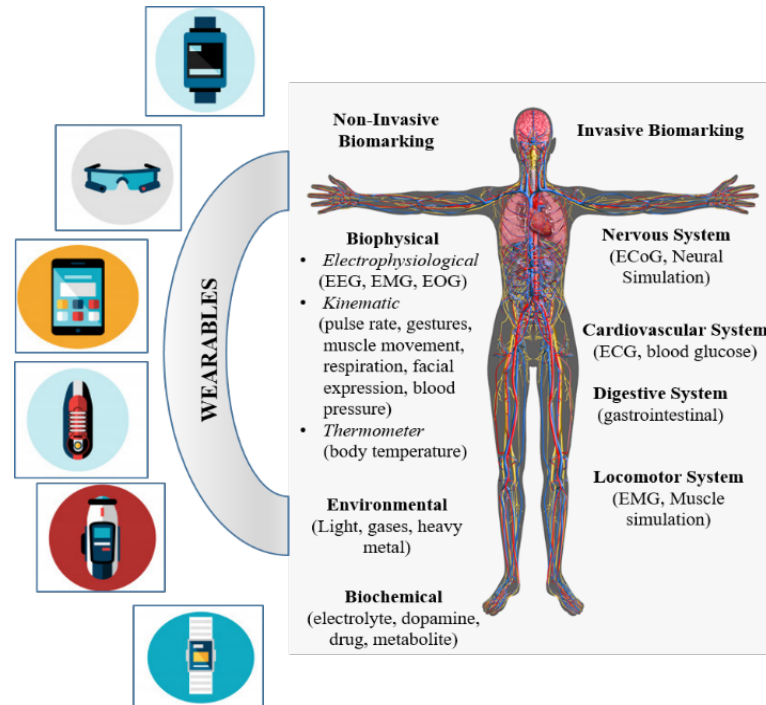 WEARABLES
Non-Invasive
Biomarking
Biophysical
• Electrophysiological
(EEG, EMG, EOG)
• Kinematic
(pulse rate, gestures,
muscle movement,
respiration, facial
expression, blood
pressure)
• Thermometer
(body temperature)
Environmental
(Light, gases, heavy
metal)
Biochemical
(electrolyte, dopamine,
drug, metabolite)
Invasive Biomarking
Nervous System
(ECoG, Neural
Simulation)
Cardiovascular System
(ECG, blood glucose)
Digestive System
(gastrointestinal)
Locomotor System
(EMG, Muscle
simulation)